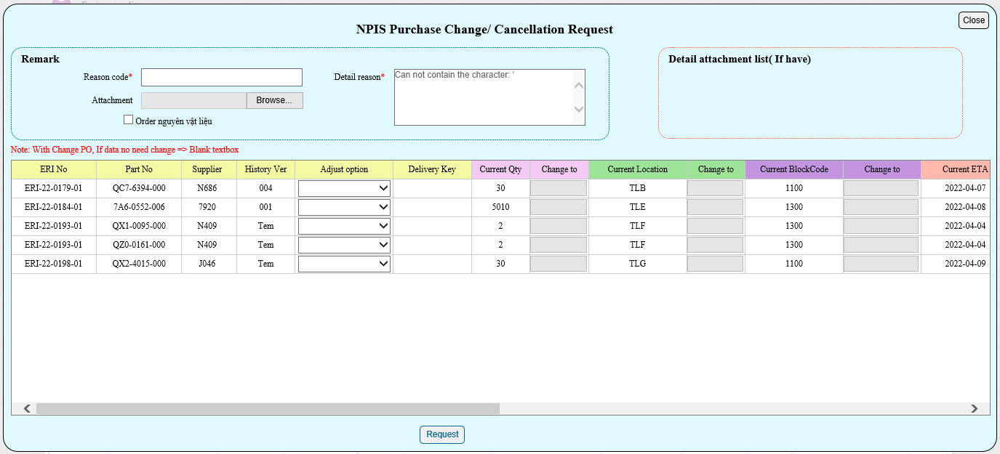 Close
NPIS Purchase Change/ Cancellation Request
Remark
Reason code*
Detail reason*
Can not contain the character: '
Attachment
Browse...
Order nguyên vật liệu
Detail attachment list( If have)
Note: With Change PO, If data no need change => Blank textbox
ERI No Part No Supplier History Ver Adjust option Delivery Key Current Qty Change to Current Location Change to Current BlockCode Change to Current ETA
ERI-22-0179-01 QC7-6394-000 N686 004 30 TLB 1100 2022-04-07
ERI-22-0184-01 7A6-0552-006 7920 001 5010 TLE 1300 2022-04-08
ERI-22-0193-01 QX1-0095-000 N409 Tem 2 TLF 1300 2022-04-04
ERI-22-0193-01 QZ0-0161-000 N409 Tem 2 TLF 1300 2022-04-04
ERI-22-0198-01 QX2-4015-000 J046 Tem 30 TLG 1100 2022-04-09
Request